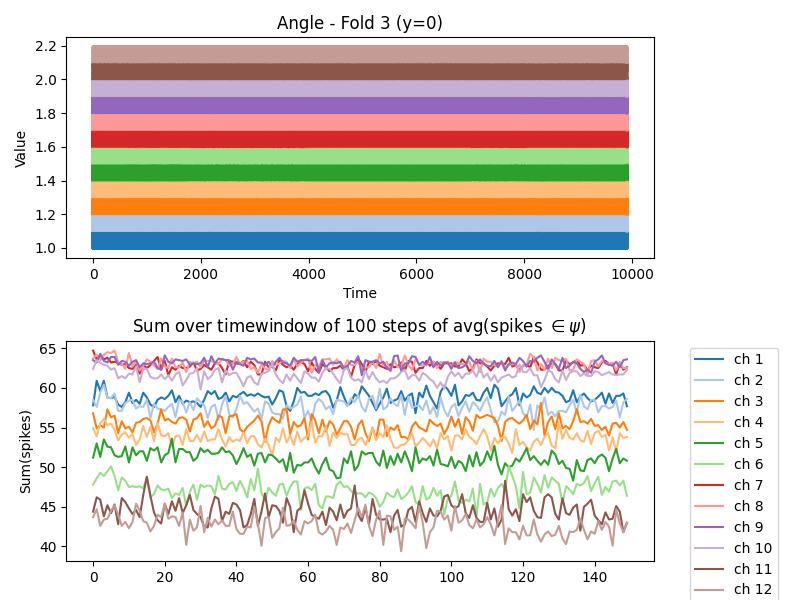 Angle - Fold 3 (y=0)
2.2
2.0
1.8
1.6
1.4
1.2
1.0
Value
0 2000 4000 6000 8000 10000
Time
Sum over timewindow of 100 steps of avg(spikes ∈ψ)
65
60
55
50
45
40
Sum(spikes)
0 20 40 60 80 100 120 140
ch 1
ch 2
ch 3
ch 4
ch 5
ch 6
ch 7
ch 8
ch 9
ch 10
ch 11
ch 12